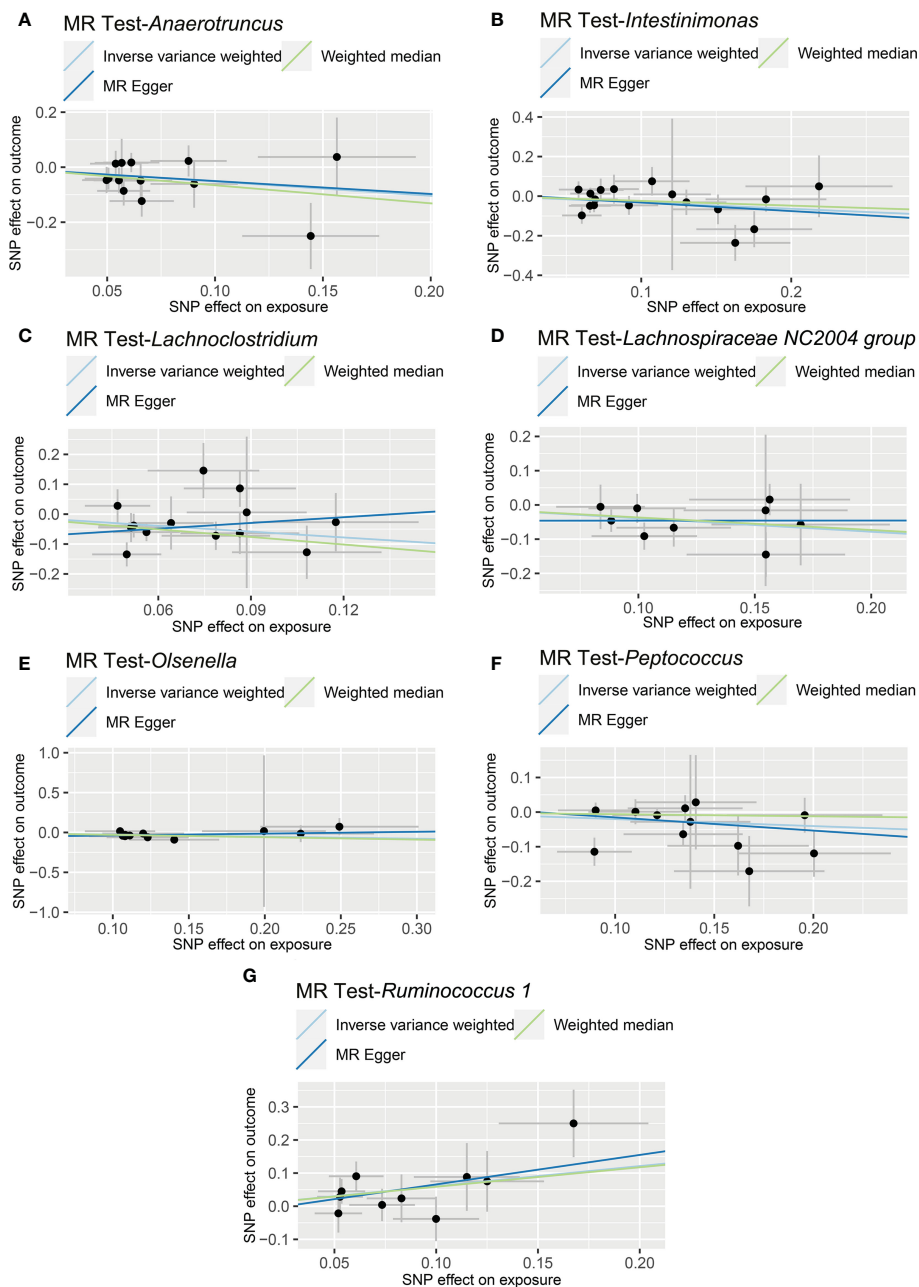 A
MR Test-Anaerotruncus
Inverse variance weighted
Weighted median
MR Egger
0.2
0.0
−0.2
SNP effect on outcome
0.05
0.10
0.15
0.20
SNP effect on exposure
B
MR Test-Intestinimonas
Inverse variance weighted
Weighted median
MR Egger
0.4
0.2
0.0
−0.2
−0.4
SNP effect on outcome
0.1
0.2
SNP effect on exposure
C
MR Test-Lachnoclostridium
Inverse variance weighted
Weighted median
MR Egger
0.2
0.1
0.0
−0.1
−0.2
SNP effect on outcome
0.06
0.09
0.12
SNP effect on exposure
D
MR Test-Lachnospiraceae NC2004 group
Inverse variance weighted
Weighted median
MR Egger
0.2
0.1
0.0
−0.1
−0.2
SNP effect on outcome
0.10
0.15
0.20
SNP effect on exposure
E
MR Test-Olsenella
Inverse variance weighted
Weighted median
MR Egger
1.0
0.5
0.0
−0.5
−1.0
SNP effect on outcome
0.10
0.15
0.20
0.25
0.30
SNP effect on exposure
F
MR Test-Peptococcus
Inverse variance weighted
Weighted median
MR Egger
0.1
0.0
−0.1
−0.2
SNP effect on outcome
0.10
0.15
0.20
SNP effect on exposure
G
MR Test-Ruminococcus 1
Inverse variance weighted
Weighted median
MR Egger
0.3
0.2
0.1
0.0
−0.1
SNP effect on outcome
0.05
0.10
0.15
0.20
SNP effect on exposure